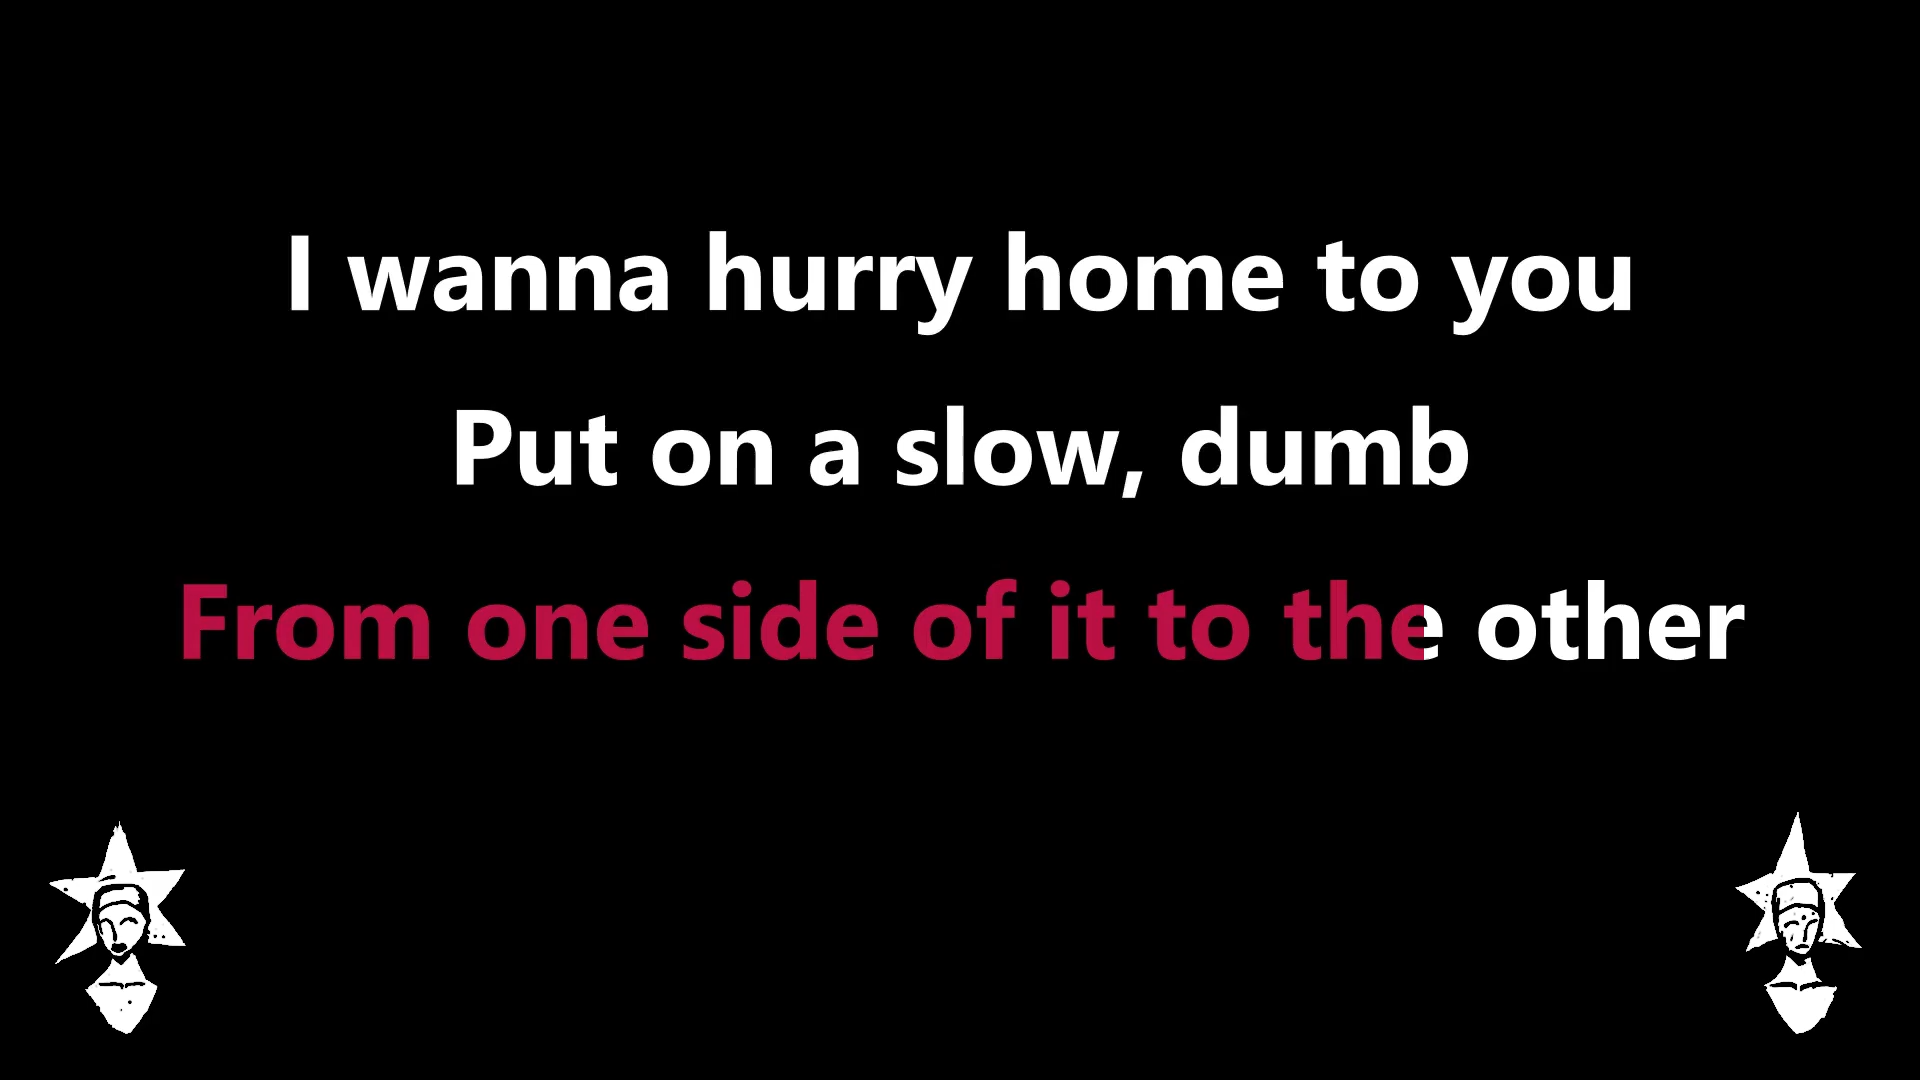 I wanna hurry home to you
Put on a slow, dumb
From one side of it to the other